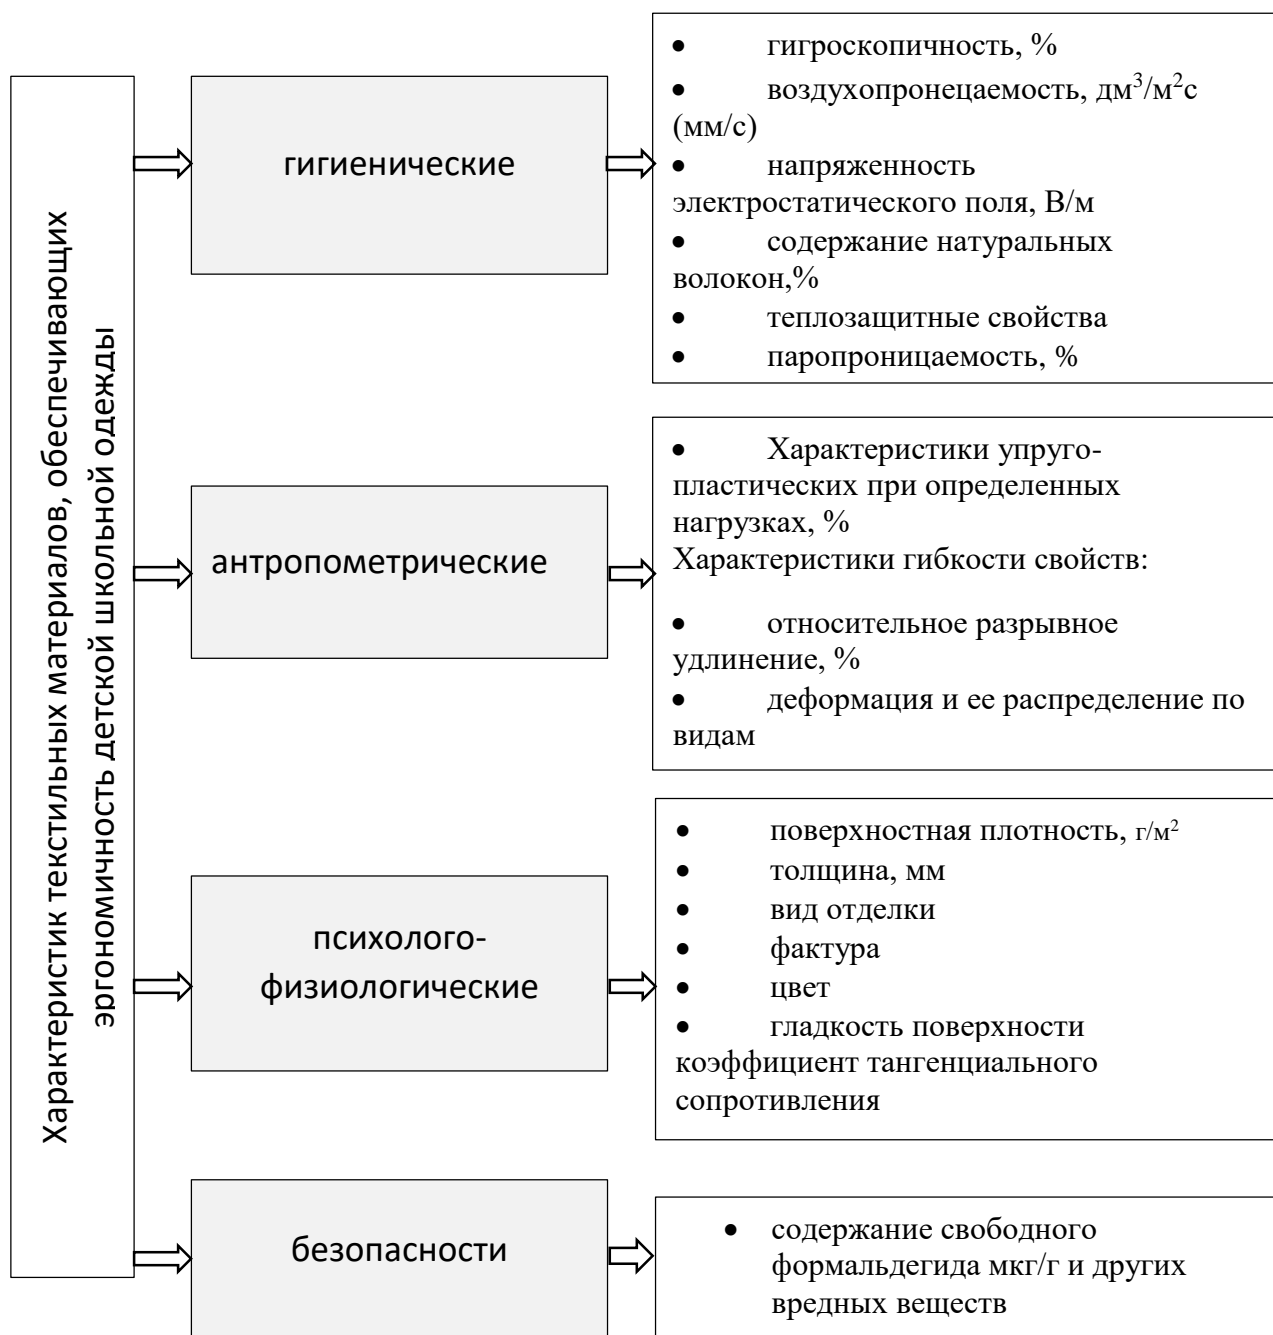 Характеристик текстильных материалов, обеспечивающих
эргономичность детской школьной одежды
гигиенические
• гигроскопичность, %
• воздухопронецаемость, дм³/м²с
(мм/с)
• напряженность
электростатического поля, В/м
• содержание натуральных
волокон,%
• теплозащитные свойства
• паропроницаемость, %
антропометрические
• Характеристики упруго-
пластических при определенных
нагрузках, %
Характеристики гибкости свойств:
• относительное разрывное
удлинение, %
• деформация и ее распределение по
видам
психолого-
физиологические
• поверхностная плотность, г/м²
• толщина, мм
• вид отделки
• фактура
• цвет
• гладкость поверхности
коэффициент тангенциального
сопротивления
безопасности
• содержание свободного
формальдегида мкг/г и других
вредных веществ